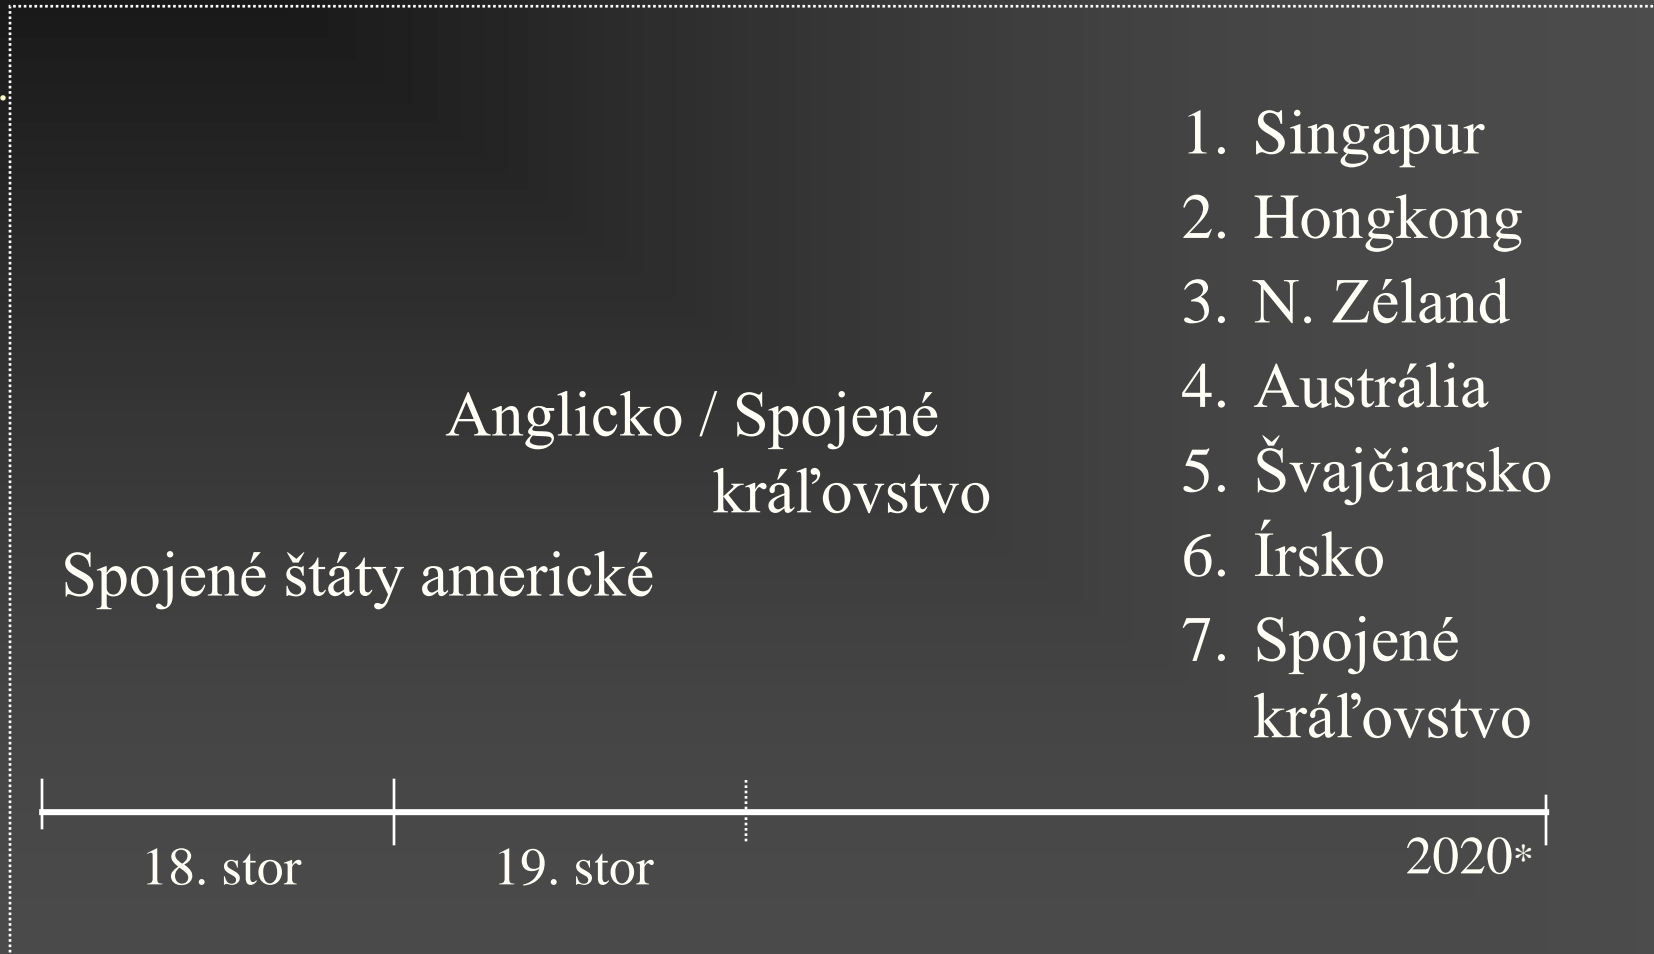 1. Singapur
2. Hongkong
3. N. Zéland
4. Austrália
5. Švajčiarsko
6. Írsko
7. Spojené
kráľovstvo
Anglicko / Spojené
kráľovstvo
Spojené štáty americké
18. stor
19. stor
2020*